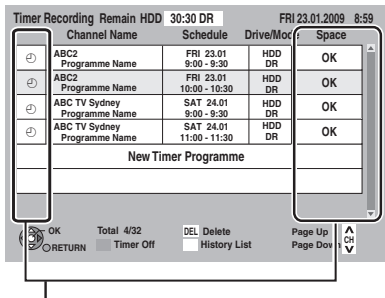 Timer Recording Remain HDD 30:30 DR FRI 23.01.2009 8:59
Channel Name Schedule Drive/Mode Space
ABC2 FRI 23.01 HDD OK
Programme Name 9:00 - 9:30 DR
ABC2 FRI 23.01 HDD OK
Programme Name 10:00 - 10:30 DR
ABC TV Sydney SAT 24.01 HDD OK
Programme Name 9:00 - 9:30 DR
ABC TV Sydney SAT 24.01 HDD OK
Programme Name 11:00 - 11:30 DR
New Timer Programme
OK Total 4/32 DEL Delete Page Up
RETURN Timer Off History List Page Down CH